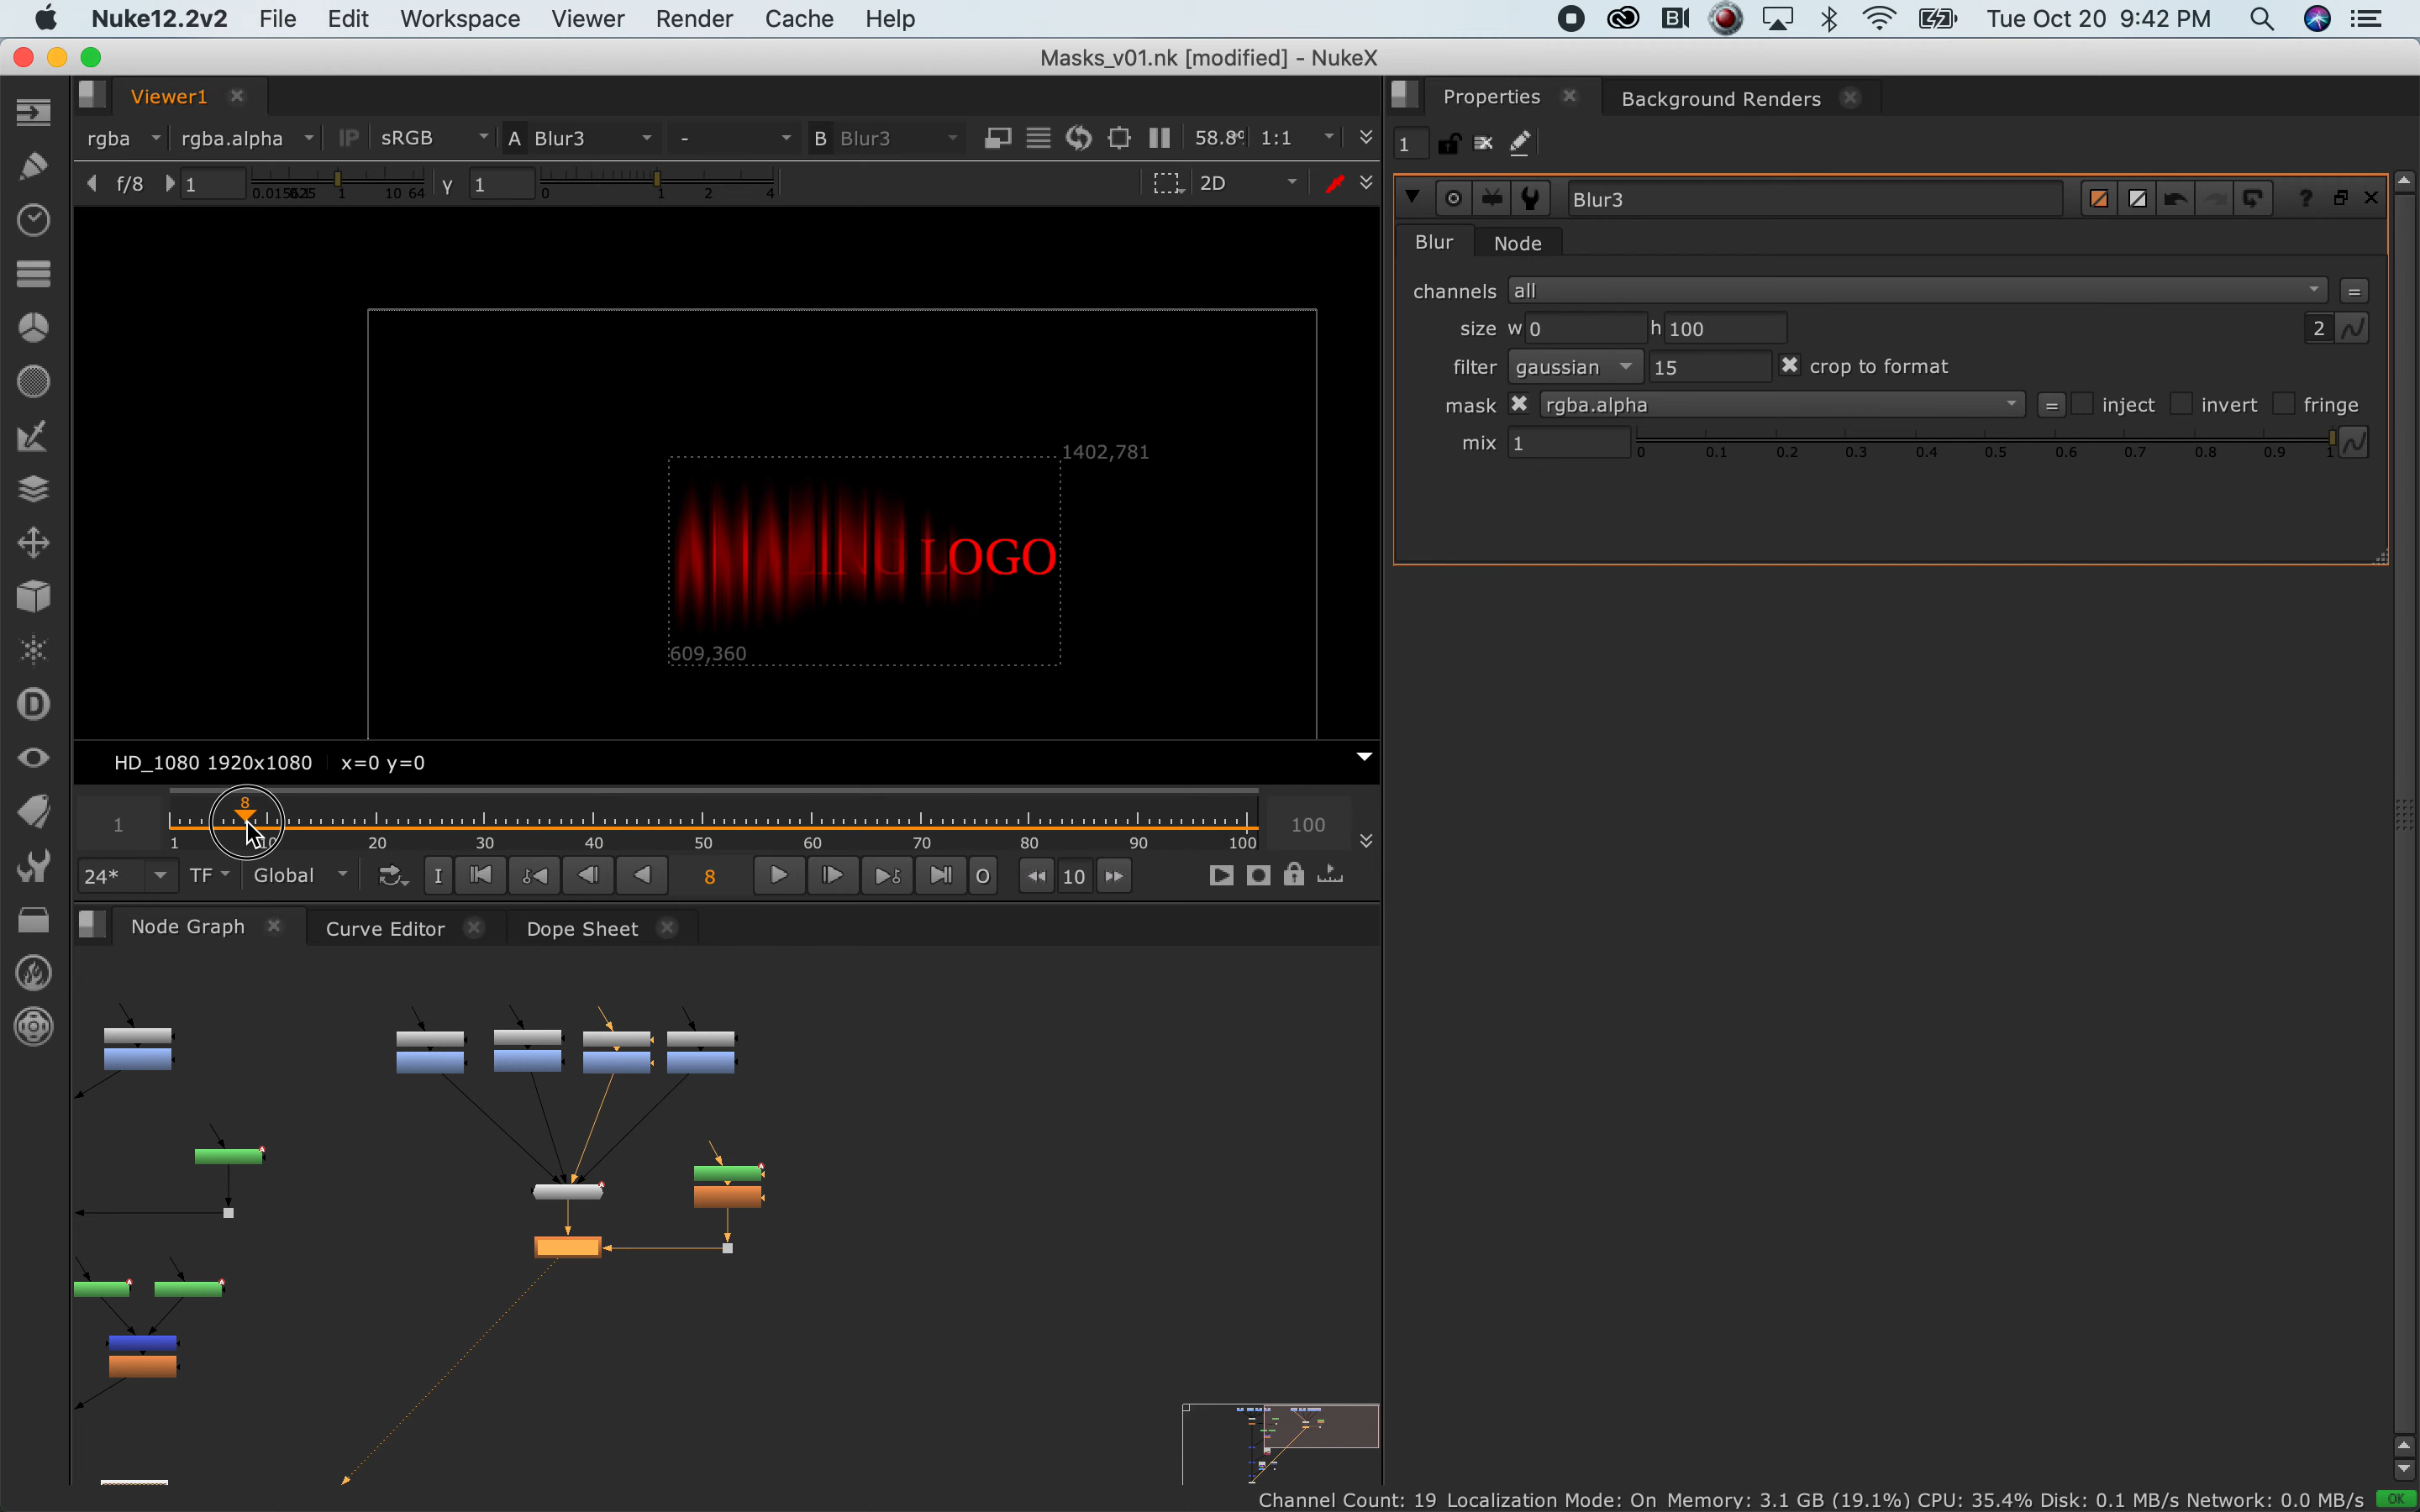 Nuke12.2v2 File Edit Workspace Viewer Render Cache Help Tue Oct 20 9:42 PM
Masks_v01.nk [modified] - NukeX
Viewer1
rgba rgba.alpha IP sRGB A Blur3 - B Blur3 1:1
f/8 1 1 10 64 γ 1 0 1 2 4 2D
1402,781
LOGO
609,360
HD_1080 1920x1080 x=0 y=0
8
1 100
1 10 20 30 40 50 60 70 80 90 100
24* TF Global I 8 O 10
Node Graph Curve Editor Dope Sheet
Properties Background Renders
1
Blur3 ?
Blur Node
channels all =
size w 0 h 100 2
filter gaussian 15 crop to format
mask rgba.alpha = inject invert fringe
mix 1 0 0.1 0.2 0.3 0.4 0.5 0.6 0.7 0.8 0.9 1
Channel Count: 19 Localization Mode: On Memory: 3.1 GB (19.1%) CPU: 35.4% Disk: 0.1 MB/s Network: 0.0 MB/s OK